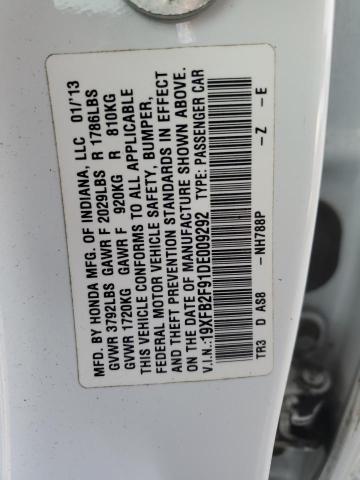 MFD. BY HONDA MFG. OF INDIANA, LLC 01/'13
GVWR 3792LBS GAWR F 2029LBS R 1786LBS
GVWR 1720KG GAWR F 920KG R 810KG
THIS VEHICLE CONFORMS TO ALL APPLICABLE
FEDERAL MOTOR VEHICLE SAFETY, BUMPER,
AND THEFT PREVENTION STANDARDS IN EFFECT
ON THE DATE OF MANUFACTURE SHOWN ABOVE.
V.I.N.:19XFB2F91DE009292 TYPE: PASSENGER CAR
TR3 D AS8 -NH788P -Z -E